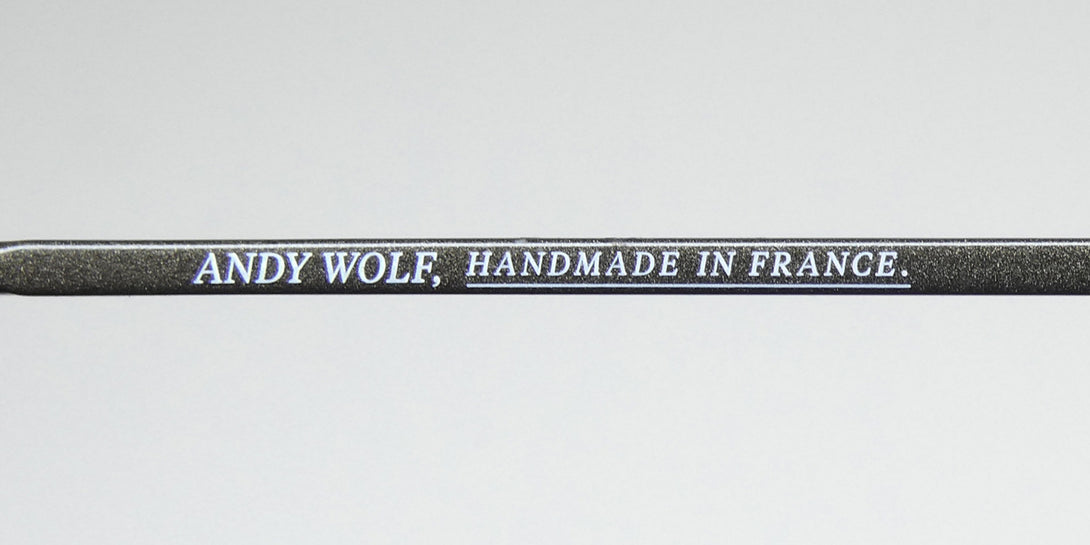 ANDY WOLF, HANDMADE IN FRANCE.